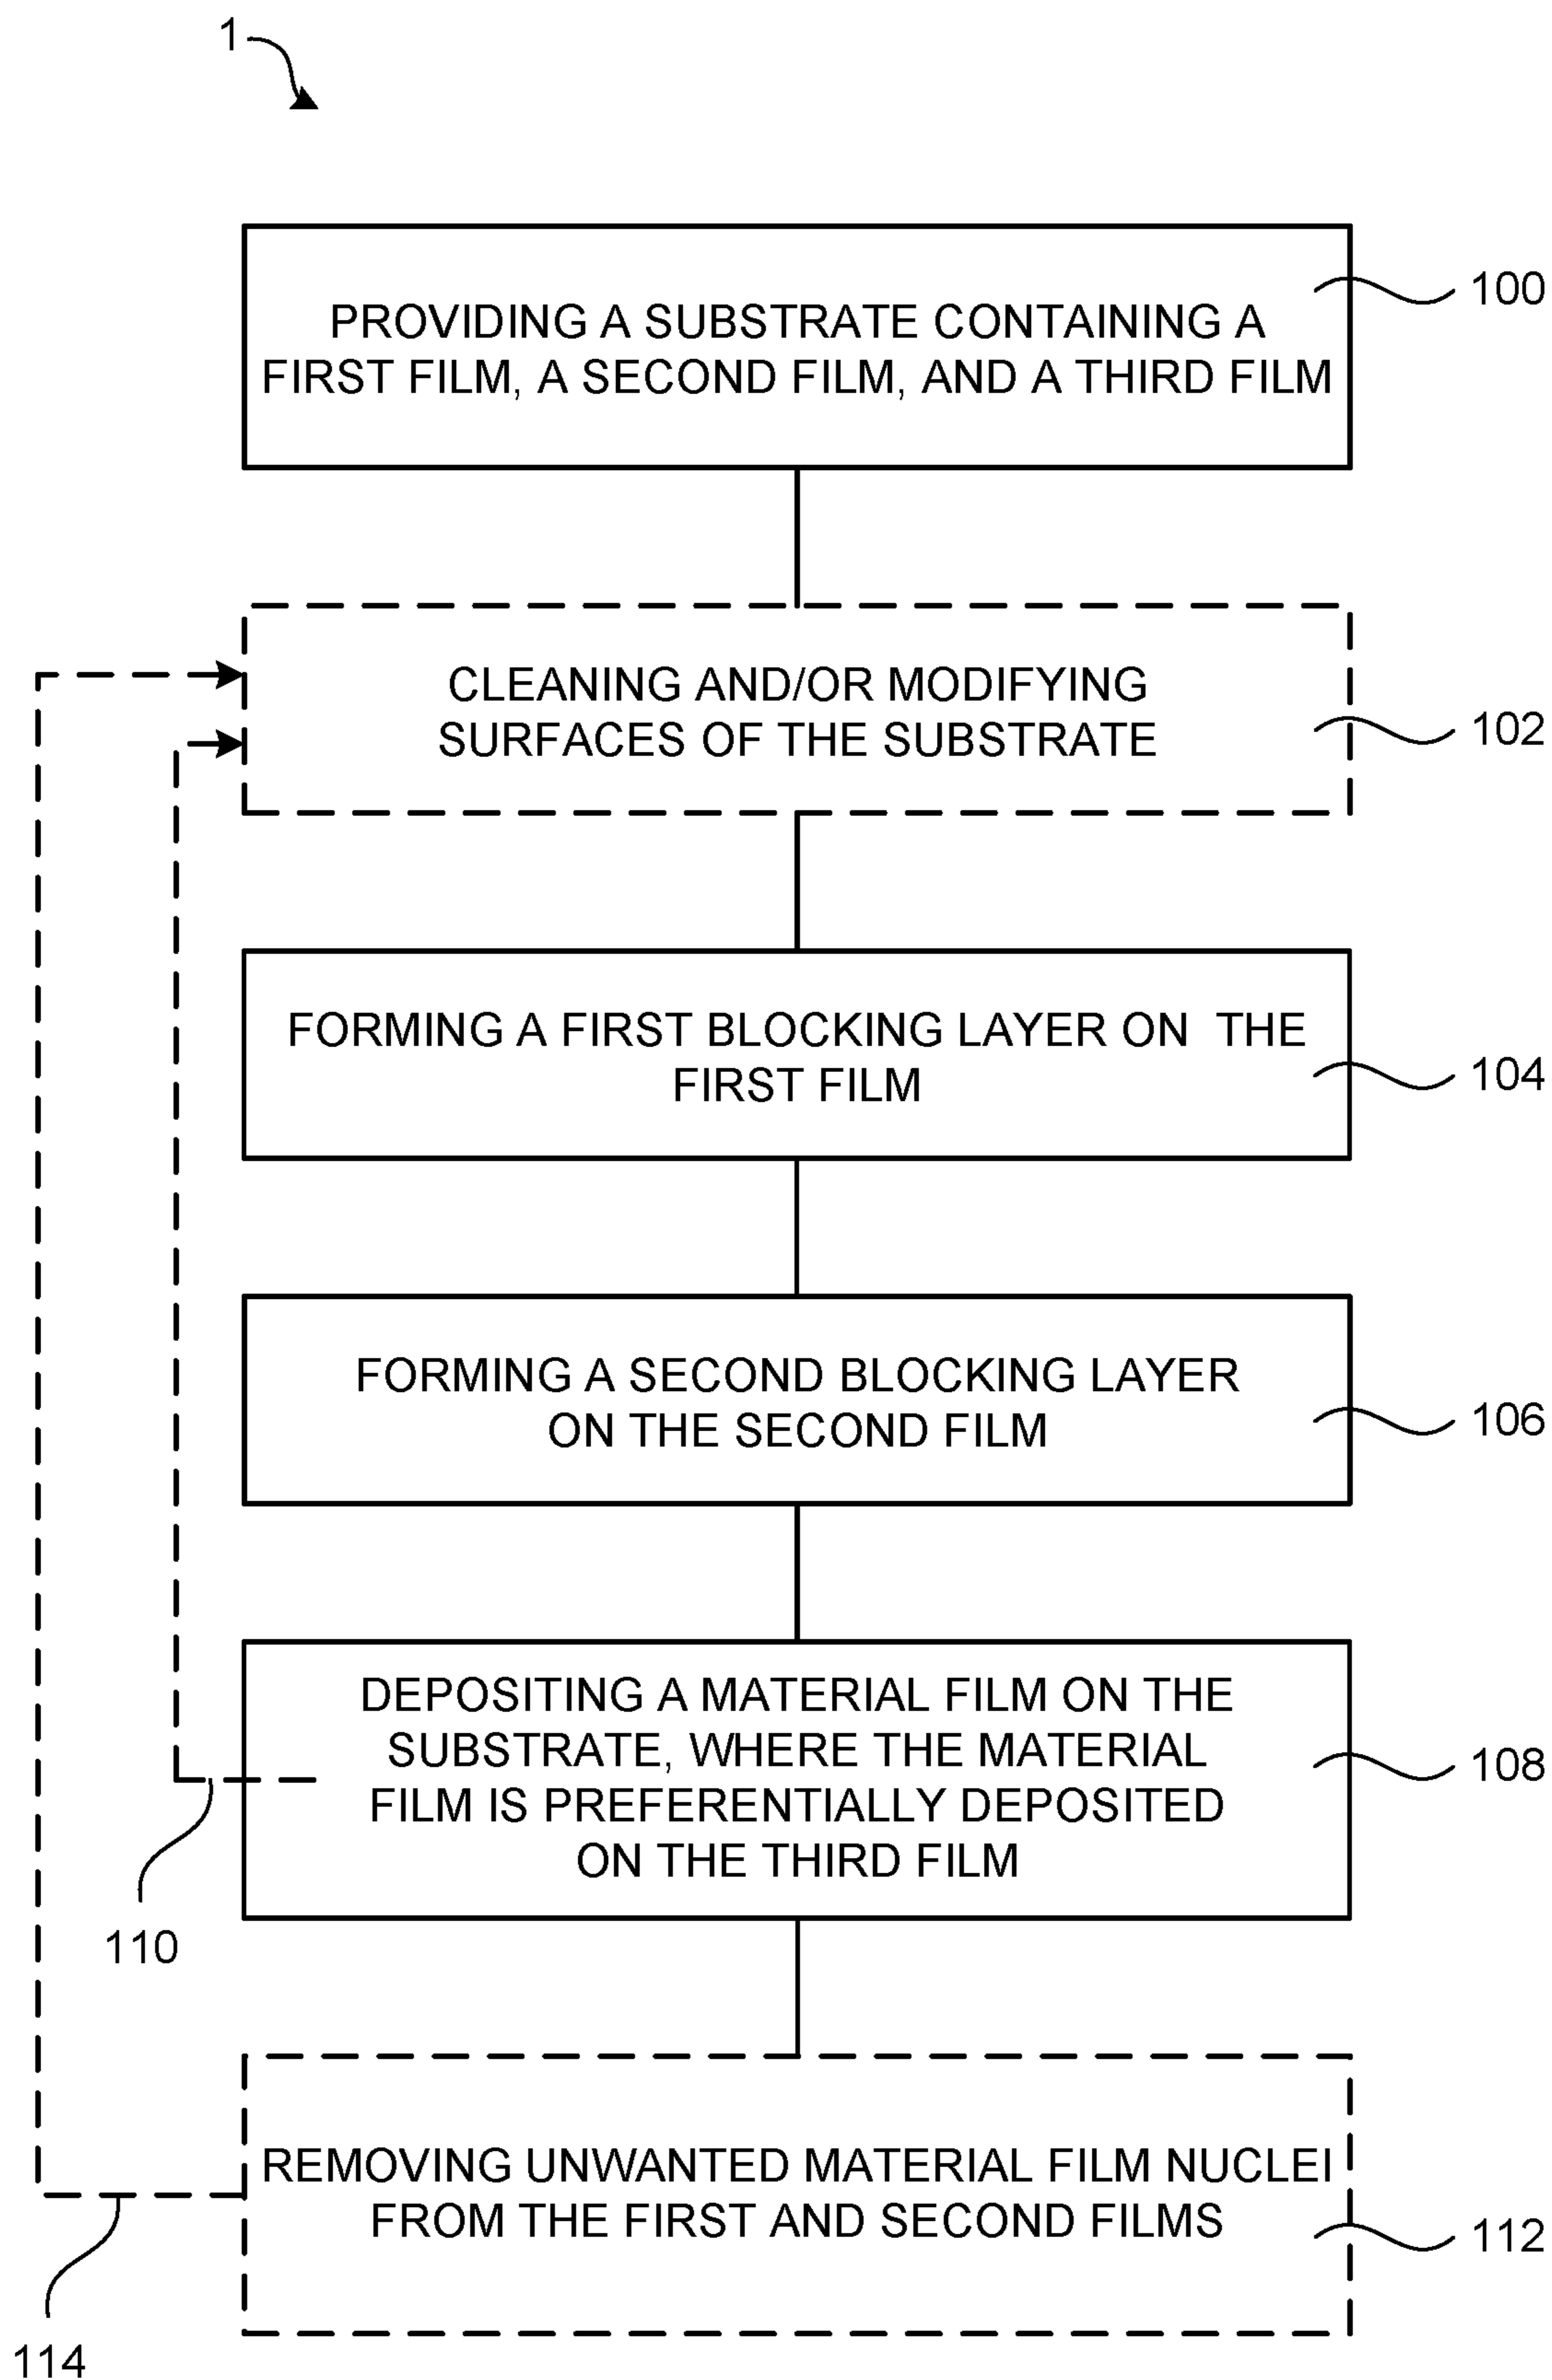 1
PROVIDING A SUBSTRATE CONTAINING A
FIRST FILM, A SECOND FILM, AND A THIRD FILM
100
CLEANING AND/OR MODIFYING
SURFACES OF THE SUBSTRATE
102
FORMING A FIRST BLOCKING LAYER ON THE
FIRST FILM
104
FORMING A SECOND BLOCKING LAYER
ON THE SECOND FILM
106
DEPOSITING A MATERIAL FILM ON THE
SUBSTRATE, WHERE THE MATERIAL
FILM IS PREFERENTIALLY DEPOSITED
ON THE THIRD FILM
108
110
REMOVING UNWANTED MATERIAL FILM NUCLEI
FROM THE FIRST AND SECOND FILMS
112
114